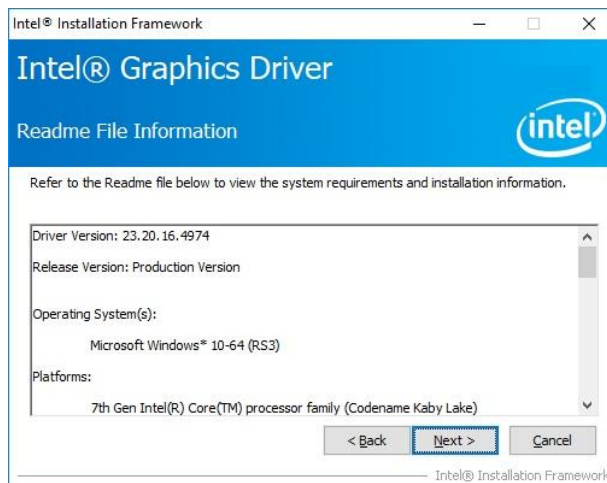 Intel® Installation Framework
Intel® Graphics Driver
Readme File Information
intel
Refer to the Readme file below to view the system requirements and installation information.
Driver Version: 23.20.16.4974
Release Version: Production Version
Operating System(s):
Microsoft Windows* 10-64 (RS3)
Platforms:
7th Gen Intel(R) Core(TM) processor family (Codename Kaby Lake)
< Back Next > Cancel
Intel® Installation Framework